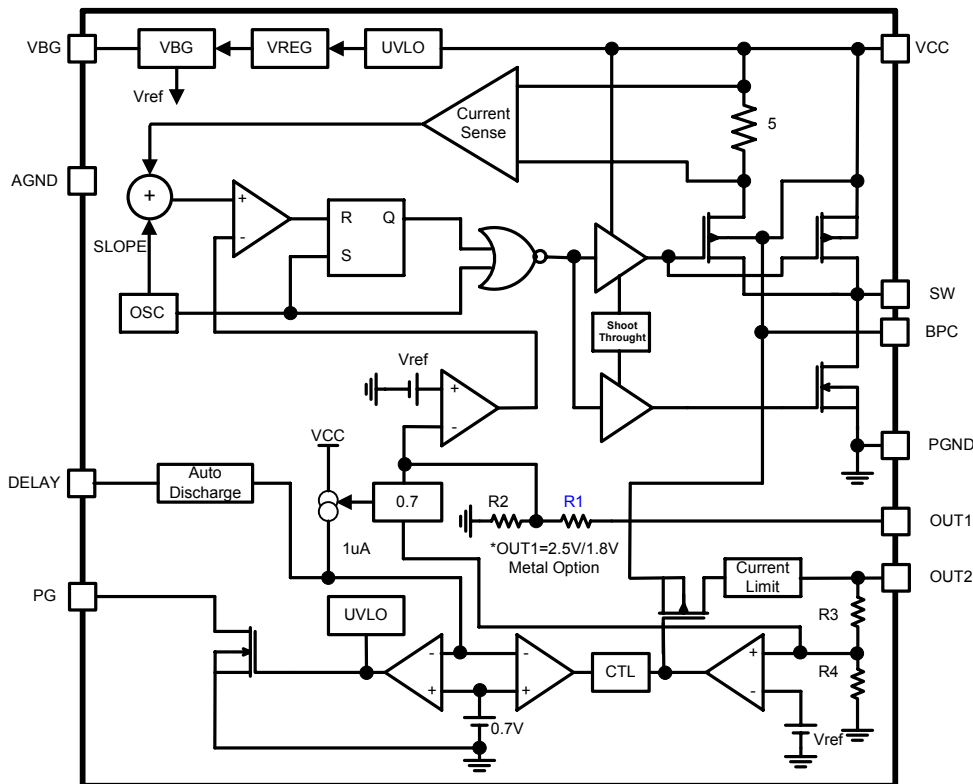 VBG
VBG
VREG
UVLO
VCC
Vref
Current
Sense
5
AGND
+
+
-
R
Q
S
SLOPE
OSC
SW
Shoot
Throught
BPC
Vref
+
-
VCC
PGND
DELAY
Auto
Discharge
0.7
R2
R1
OUT1
1uA
*OUT1=2.5V/1.8V
Metal Option
Current
Limit
OUT2
PG
UVLO
R3
-
+
-
+
CTL
+
-
R4
0.7V
Vref